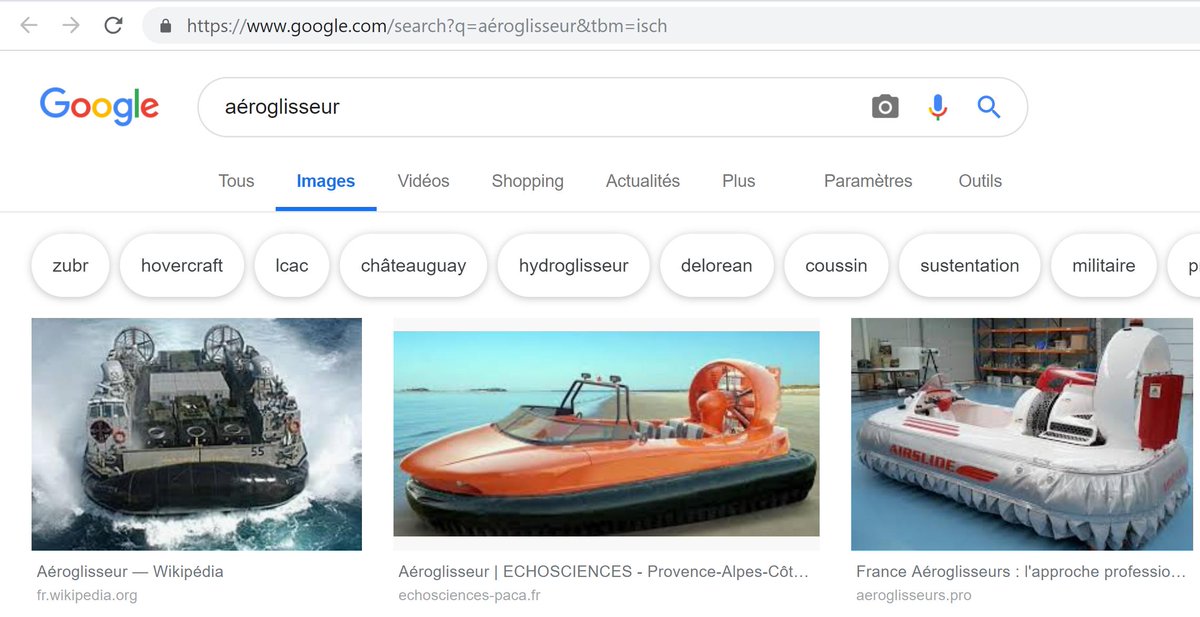 https://www.google.com/search?q=aéroglisseur&tbm=isch
Google
aéroglisseur
Tous Images Vidéos Shopping Actualités Plus Paramètres Outils
zubr hovercraft lcac châteauguay hydroglisseur delorean coussin sustentation militaire
55
AIRSLIDE
Aéroglisseur — Wikipédia
fr.wikipedia.org
Aéroglisseur | ECHOSCIENCES - Provence-Alpes-Côt...
echosciences-paca.fr
France Aéroglisseurs : l'approche professio...
aeroglisseurs.pro